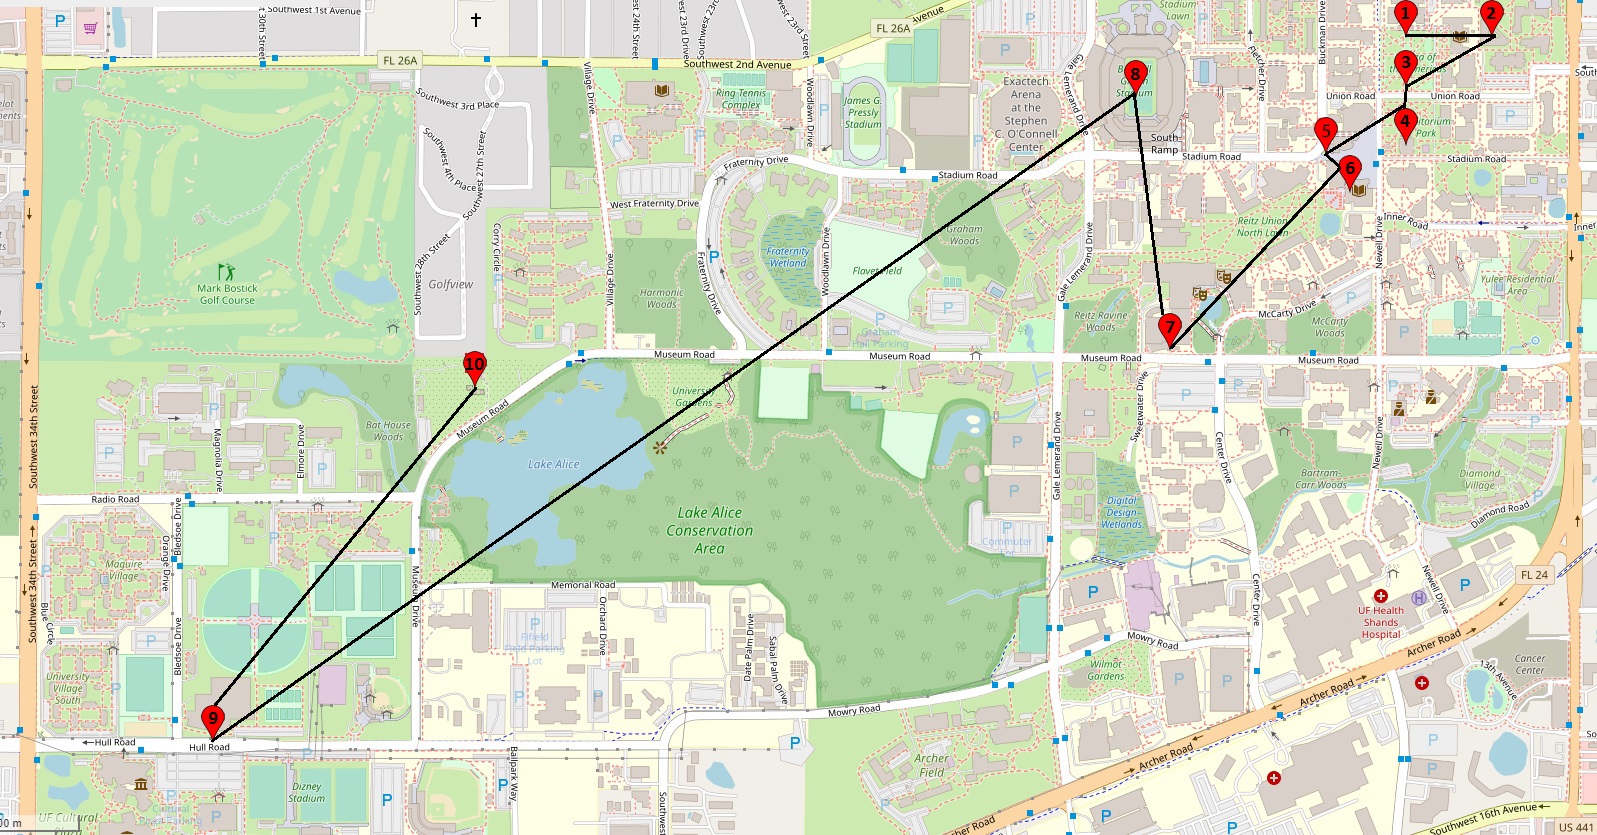 Southwest 1st Avenue
30th Street
Southwest 24th Street
Southwest 23rd Drive
Southwest 23rd Street
FL 26A
Southwest 2nd Avenue
FL 26A
Avenue
Stadium
Lawn
Fletcher Drive
Buckman Drive
1
2
3
4
5
6
7
8
9
10
Union Road
Union Road
Stadium Road
Stadium Road
Stadium Road
South
Ramp
Exactech
Arena
at the
Stephen
C. O'Connell
Center
Gale Lemerand Drive
James G.
Pressly
Stadium
Woodlawn Drive
Ring Tennis
Complex
Village Drive
Southwest 3rd Place
Southwest 4th Place
Southwest 27th Street
Southwest 28th Street
Golfview
Corry Circle
Mark Bostick
Golf Course
West Fraternity Drive
Fraternity Drive
Fraternity Drive
Fraternity
Wetland
Woodlawn Drive
Harmonic
Woods
Village Drive
Flavet Field
Graham
Woods
Graham
Hall Parking
Gale Lemerand Drive
Reitz Union
North Lawn
Newell Drive
Inner Road
Inner
Yulee Residential
Area
McCarty Drive
McCarty
Woods
Reitz Ravine
Woods
Museum Road
Museum Road
Museum Road
Museum Road
Museum Road
University
Gardens
Lake Alice
Lake Alice
Conservation
Area
Bat House
Woods
Magnolia Drive
Elmore Drive
Radio Road
Southwest 34th Street
Southwest 34th Street
Bledsoe Drive
Bledsoe Drive
Orange Drive
Maguire
Village
Blue Circle
University
Village
South
Museum Drive
Memorial Road
Orchard Drive
Fifield
Field Parking
Lot
Date Palm Drive
Sabal Palm Drive
Commuter
Lot
Gale Lemerand Drive
Sweetwater Drive
Digital
Design
Wetlands
Center Drive
Center Drive
Newell Drive
Newell Drive
Bartram-
Carr Woods
Diamond
Village
Diamond Road
FL 24
UF Health
Shands
Hospital
Mowry Road
Mowry Road
Wilmot
Gardens
Archer Road
Archer Road
Archer Road
Archer Road
Archer
Field
Cancer
Center
13th Avenue
Hull Road
Hull Road
Ballpark Way
Dizney
Stadium
Cultural
UF Cultural
Southwest
Southwest 16th Avenue
US 441